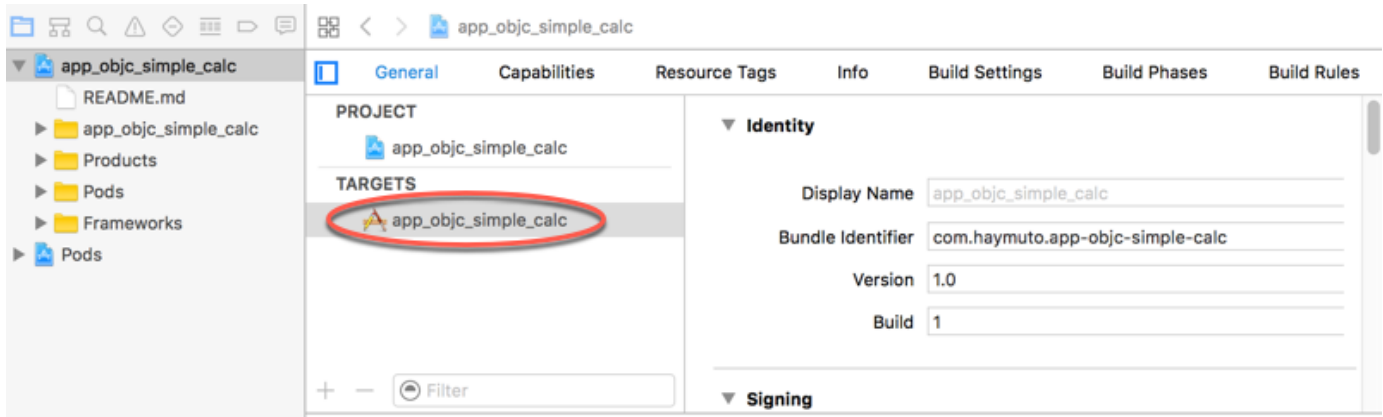 app_objc_simple_calc
app_objc_simple_calc
README.md
app_objc_simple_calc
Products
Pods
Frameworks
Pods
General Capabilities Resource Tags Info Build Settings Build Phases Build Rules
PROJECT
app_objc_simple_calc
TARGETS
app_objc_simple_calc
Filter
Identity
Display Name app_objc_simple_calc
Bundle Identifier com.haymuto.app-objc-simple-calc
Version 1.0
Build 1
Signing